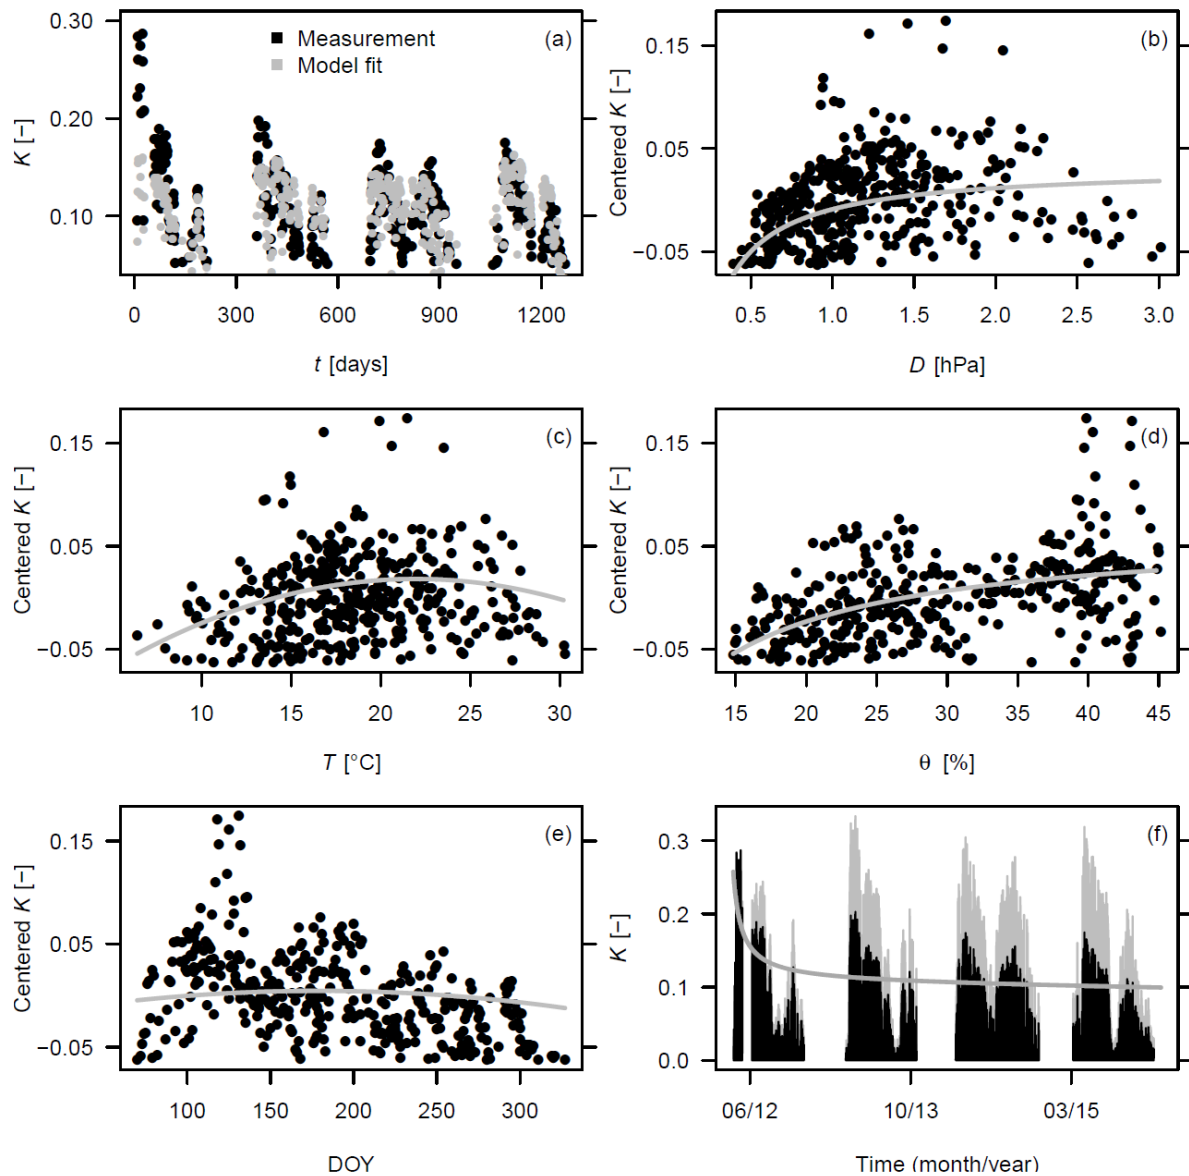 (a)
Measurement
Model fit
0.30
0.20
0.10
K [−]
0 300 600 900 1200
t [days]
(b)
0.15
0.05
−0.05
Centered K [−]
0.5 1.0 1.5 2.0 2.5 3.0
D [hPa]
(c)
0.15
0.05
−0.05
Centered K [−]
10 15 20 25 30
T [°C]
(d)
0.15
0.05
−0.05
Centered K [−]
15 20 25 30 35 40 45
θ [%]
(e)
0.15
0.05
−0.05
Centered K [−]
100 150 200 250 300
DOY
(f)
0.3
0.2
0.1
0.0
K [−]
06/12 10/13 03/15
Time (month/year)